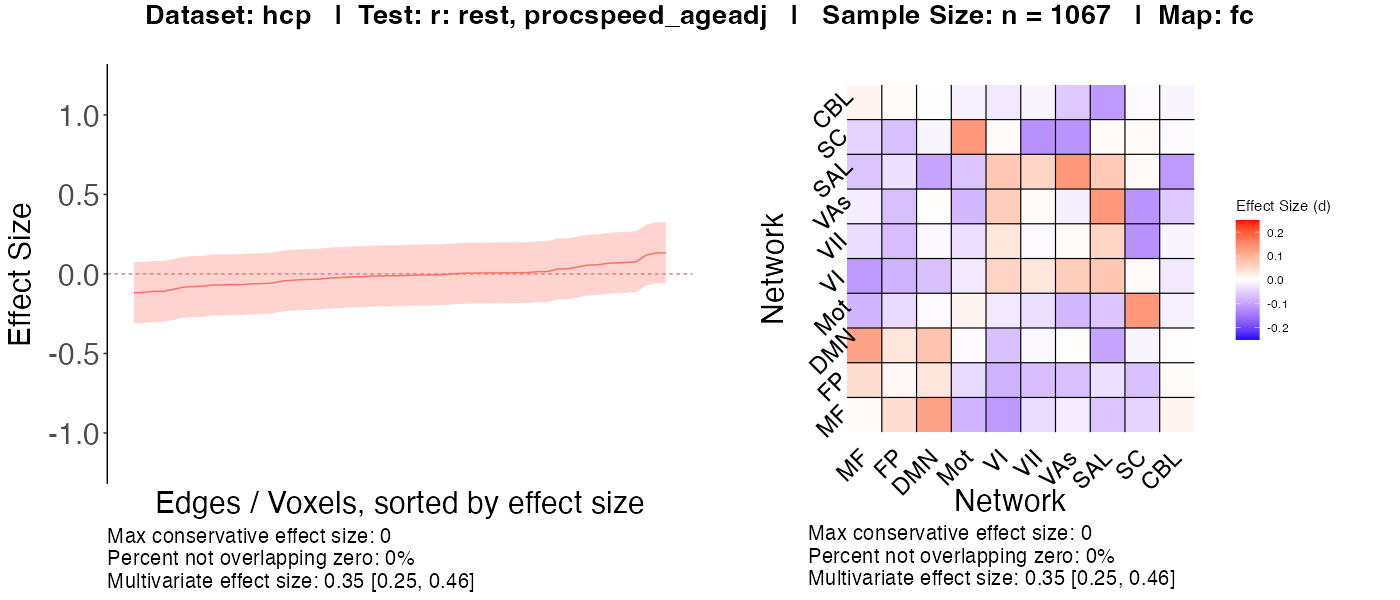 Dataset: hcp | Test: r: rest, procspeed_ageadj | Sample Size: n = 1067 | Map: fc
Effect Size
1.0
0.5
0.0
-0.5
-1.0
Edges / Voxels, sorted by effect size
Max conservative effect size: 0
Percent not overlapping zero: 0%
Multivariate effect size: 0.35 [0.25, 0.46]
Network
CBL
SC
SAL
VAs
VII
VI
Mot
DMN
FP
MF
MF FP DMN Mot VI VII VAs SAL SC CBL
Network
Max conservative effect size: 0
Percent not overlapping zero: 0%
Multivariate effect size: 0.35 [0.25, 0.46]
Effect Size (d)
0.2
0.1
0.0
-0.1
-0.2